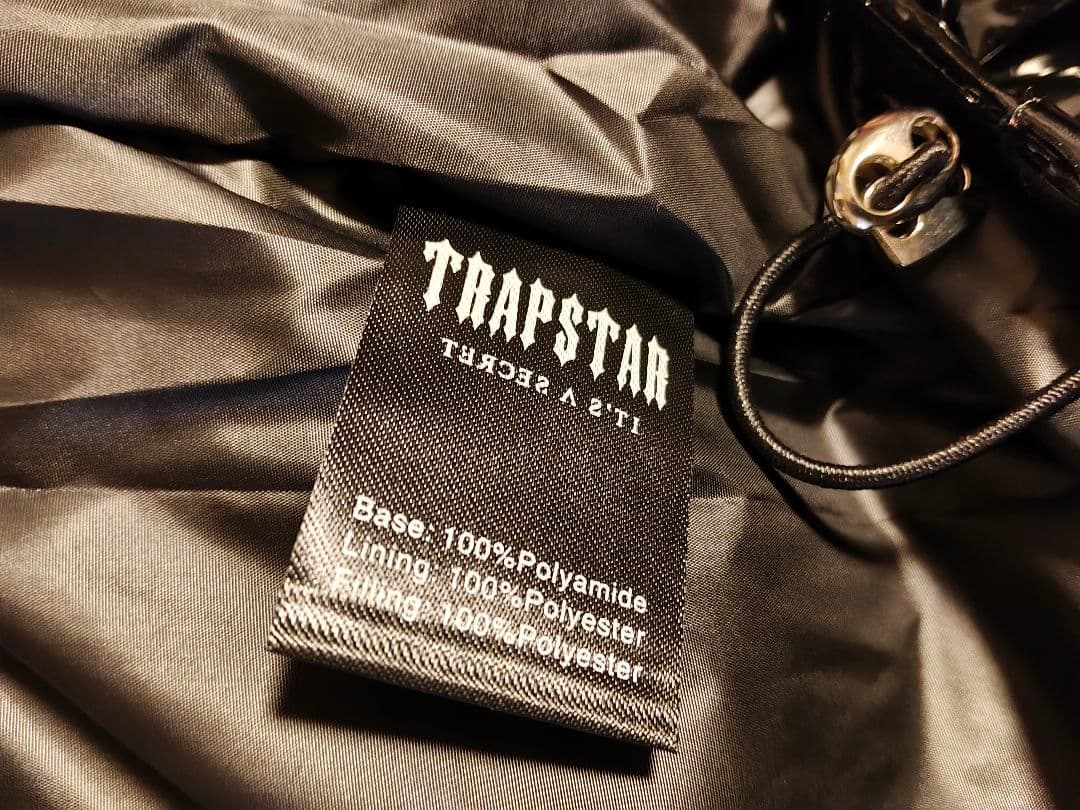 TRAPSTAR
IT'S A SECRET
Base: 100%Polyamide
Lining: 100%Polyester
Filling: 100%Polyester